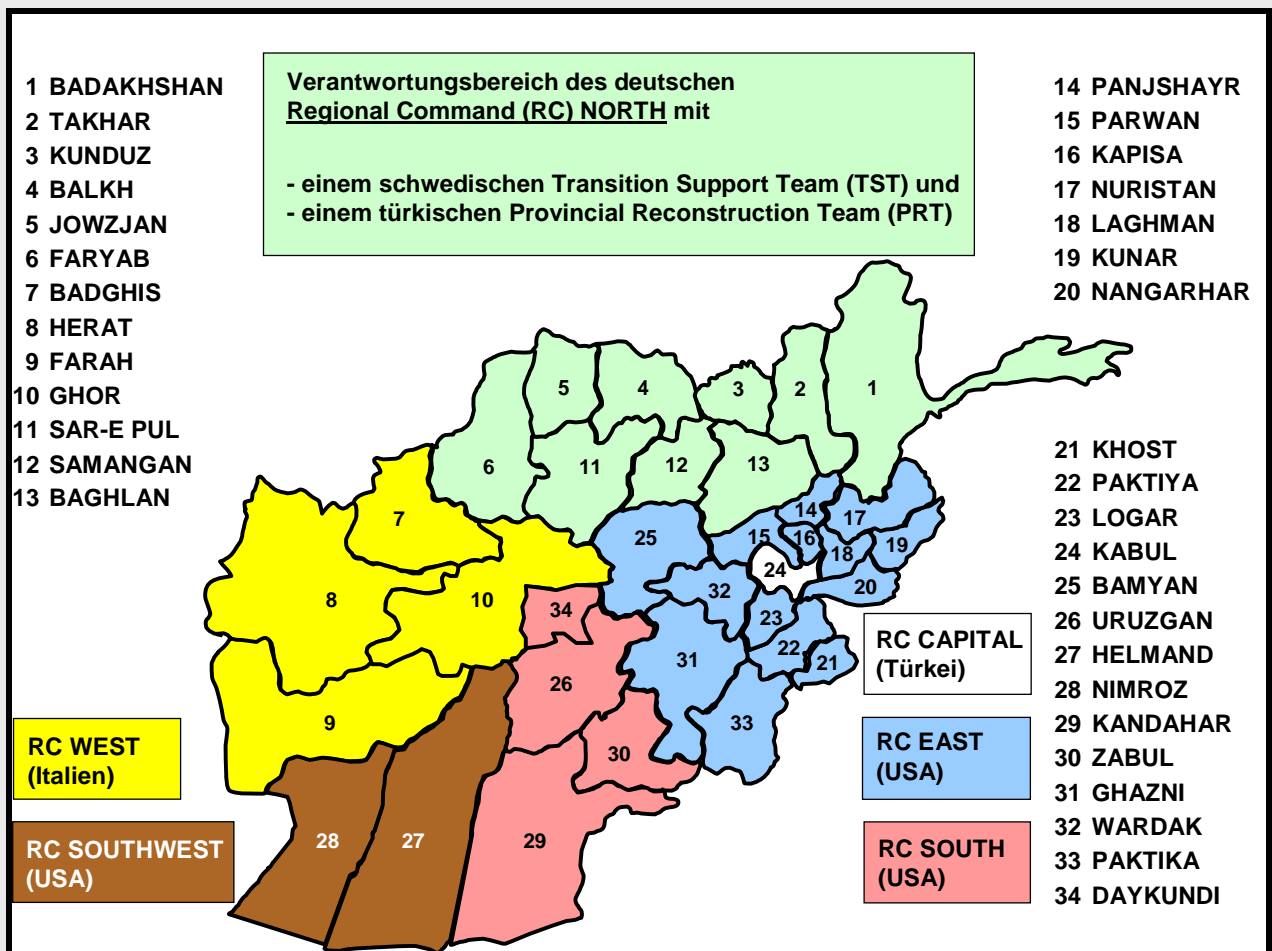 1 BADAKHSHAN
2 TAKHAR
3 KUNDUZ
4 BALKH
5 JOWZJAN
6 FARYAB
7 BADGHIS
8 HERAT
9 FARAH
10 GHOR
11 SAR-E PUL
12 SAMANGAN
13 BAGHLAN
Verantwortungsbereich des deutschen
Regional Command (RC) NORTH mit
- einem schwedischen Transition Support Team (TST) und
- einem türkischen Provincial Reconstruction Team (PRT)
14 PANJSHAYR
15 PARWAN
16 KAPISA
17 NURISTAN
18 LAGHMAN
19 KUNAR
20 NANGARHAR
21 KHOST
22 PAKTIYA
23 LOGAR
24 KABUL
25 BAMYAN
26 URUZGAN
27 HELMAND
28 NIMROZ
29 KANDAHAR
30 ZABUL
31 GHAZNI
32 WARDAK
33 PAKTIKA
34 DAYKUNDI
5
4
3
2
1
6
11
12
13
7
25
14
17
15
16
18
19
24
20
8
10
34
32
23
22
21
31
26
33
9
30
28
27
29
RC WEST
(Italien)
RC SOUTHWEST
(USA)
RC CAPITAL
(Türkei)
RC EAST
(USA)
RC SOUTH
(USA)